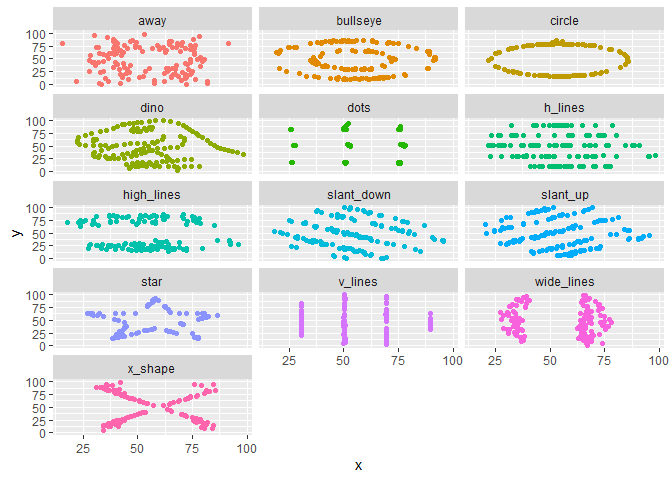 away bullseye circle
100
75
50
25
0
dino dots h_lines
100
75
50
25
0
high_lines slant_down slant_up
100
75
50
25
0
y
star v_lines wide_lines
100
75
50
25
0
25 50 75 100 25 50 75 100
x_shape
100
75
50
25
0
25 50 75 100
x